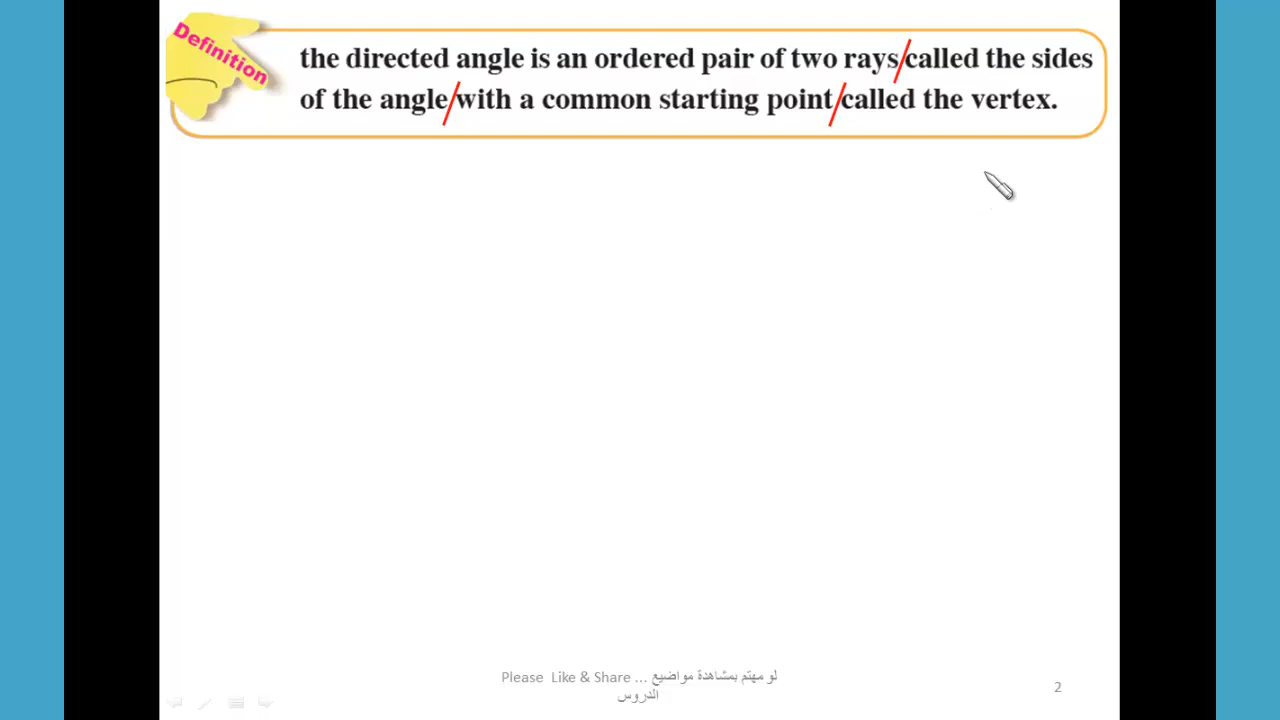 Definition
the directed angle is an ordered pair of two rays called the sides
of the angle with a common starting point called the vertex.
Please Like & Share ... لو مهتم بمشاهدة مواضيع
الدروس
2